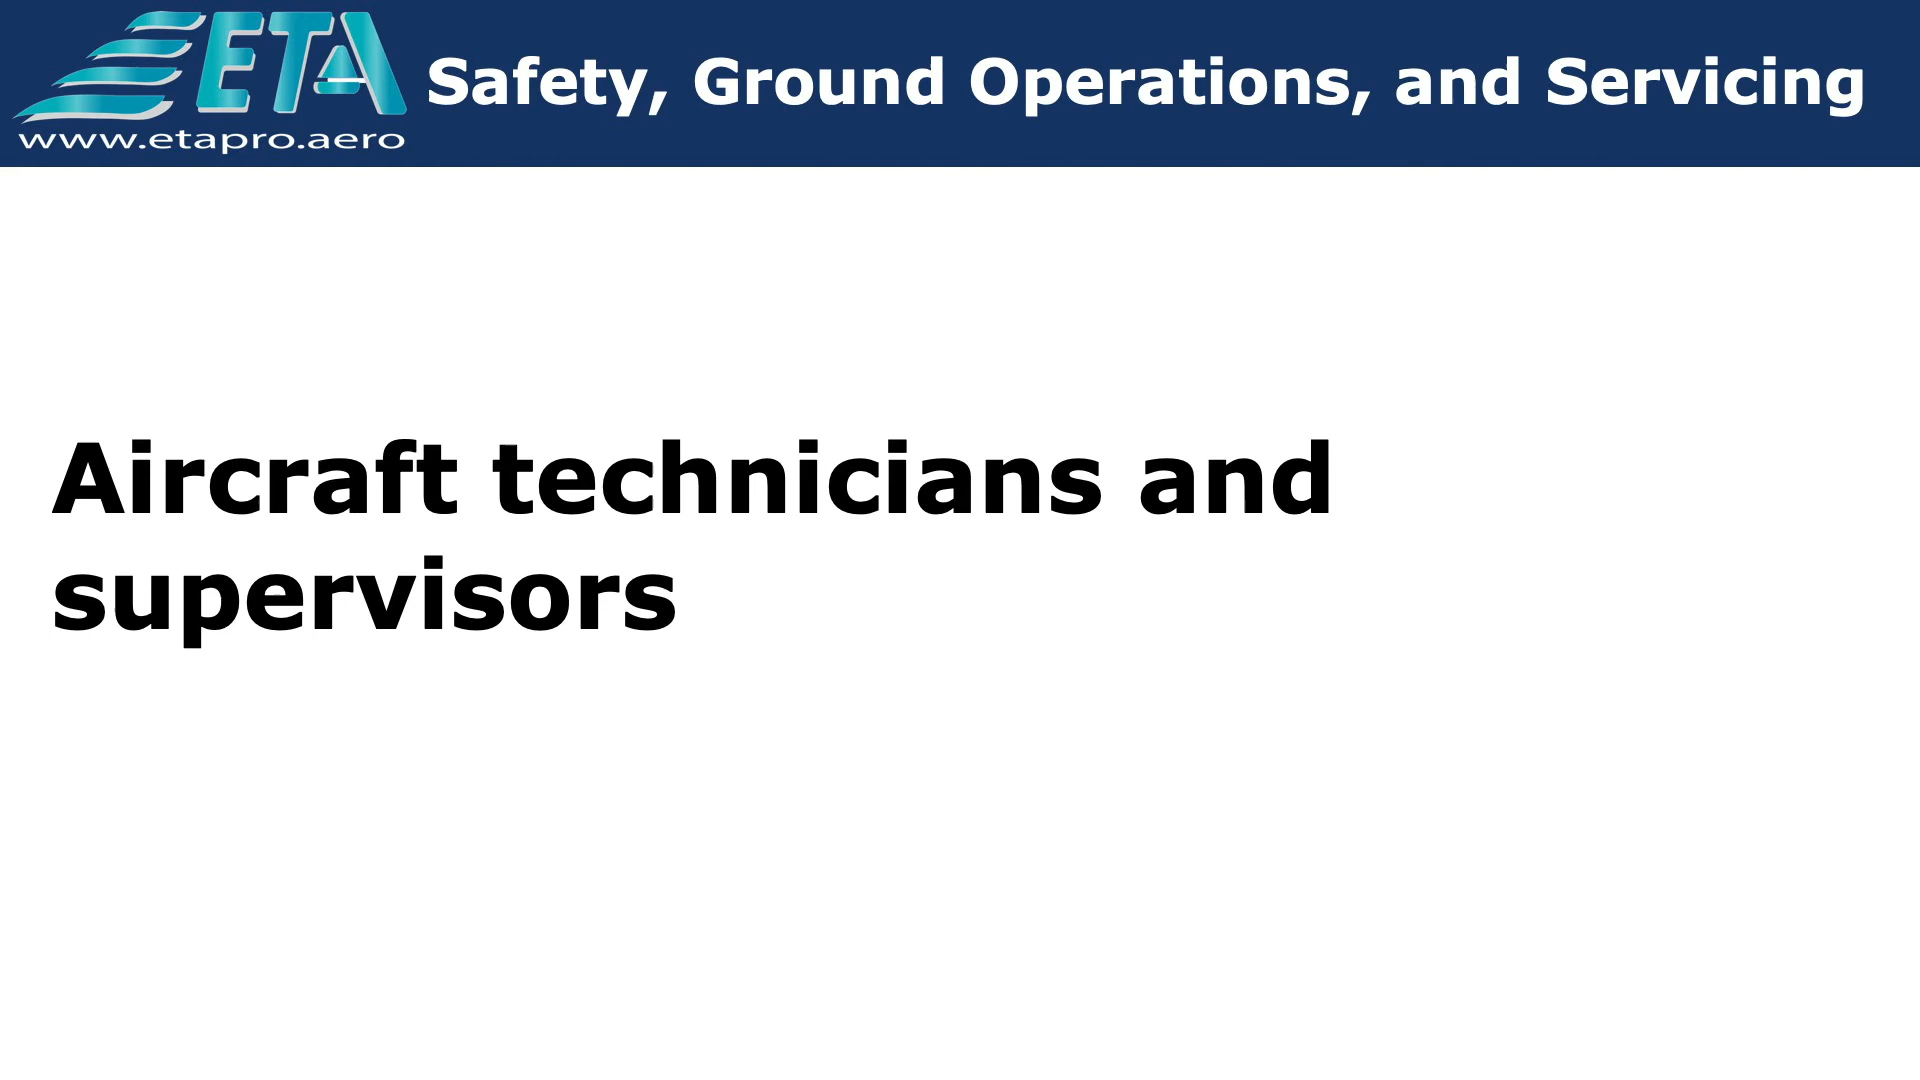 ETA
www.etapro.aero
Safety, Ground Operations, and Servicing
Aircraft technicians and
supervisors